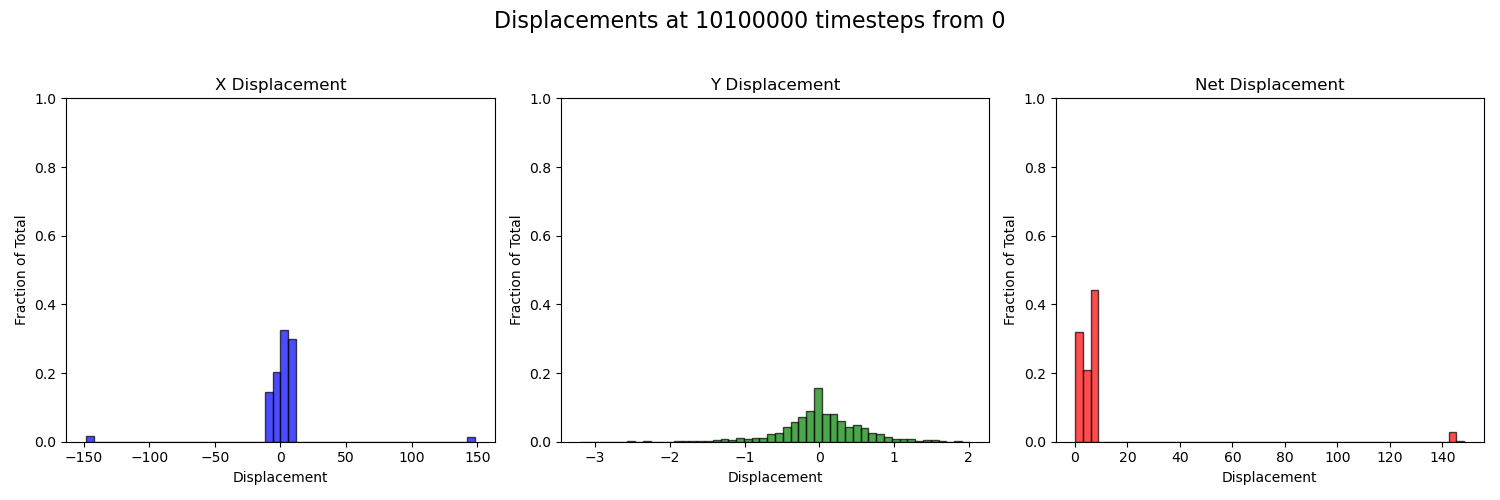 Displacements at 10100000 timesteps from 0
X Displacement
Fraction of Total
1.0
0.8
0.6
0.4
0.2
0.0
−150 −100 −50 0 50 100 150
Displacement
Y Displacement
Fraction of Total
1.0
0.8
0.6
0.4
0.2
0.0
−3 −2 −1 0 1 2
Displacement
Net Displacement
Fraction of Total
1.0
0.8
0.6
0.4
0.2
0.0
0 20 40 60 80 100 120 140
Displacement